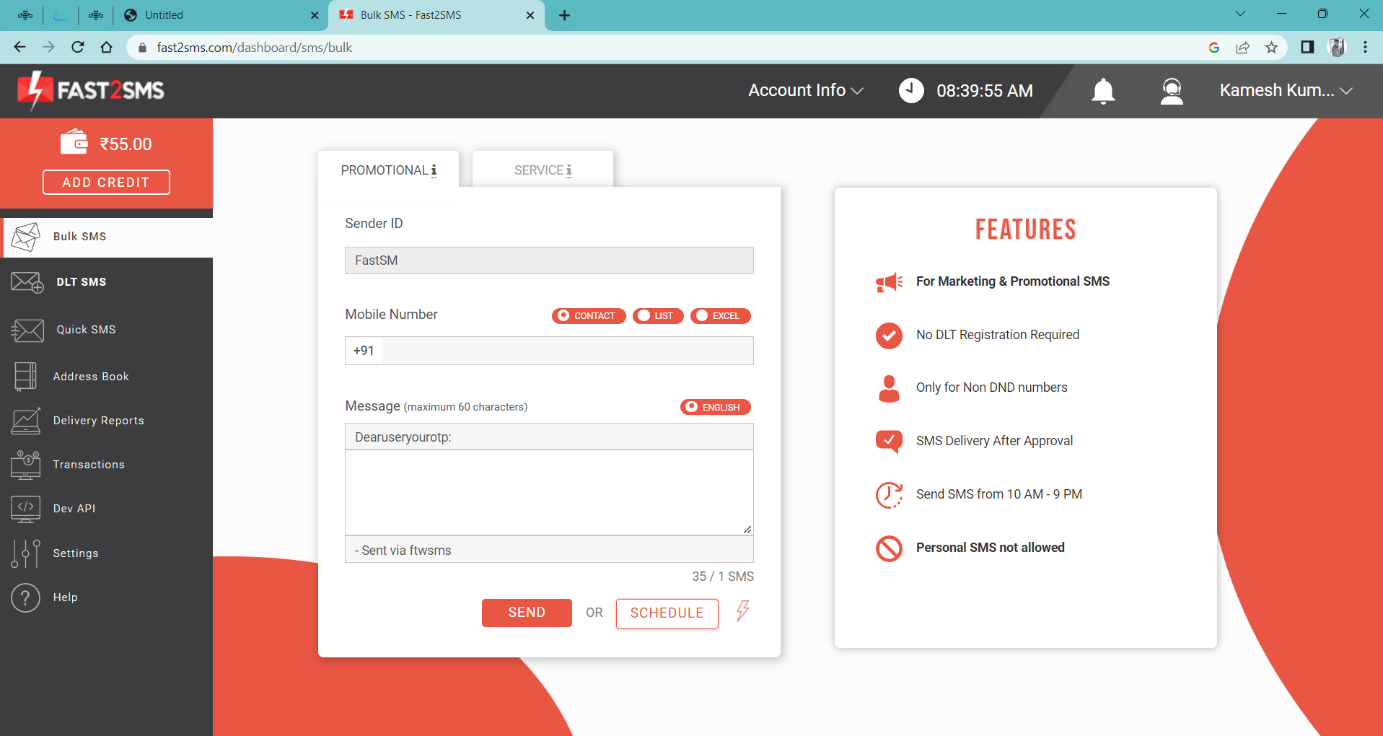 Untitled
Bulk SMS - Fast2SMS
fast2sms.com/dashboard/sms/bulk
FAST2SMS
Account Info
08:39:55 AM
Kamesh Kum...
₹55.00
ADD CREDIT
Bulk SMS
DLT SMS
Quick SMS
Address Book
Delivery Reports
Transactions
Dev API
Settings
Help
PROMOTIONAL i
SERVICE i
Sender ID
FastSM
Mobile Number
CONTACT
LIST
EXCEL
+91
Message (maximum 60 characters)
ENGLISH
Dearuseryourotp:
- Sent via ftwsms
35 / 1 SMS
SEND
OR
SCHEDULE
FEATURES
For Marketing & Promotional SMS
No DLT Registration Required
Only for Non DND numbers
SMS Delivery After Approval
Send SMS from 10 AM - 9 PM
Personal SMS not allowed